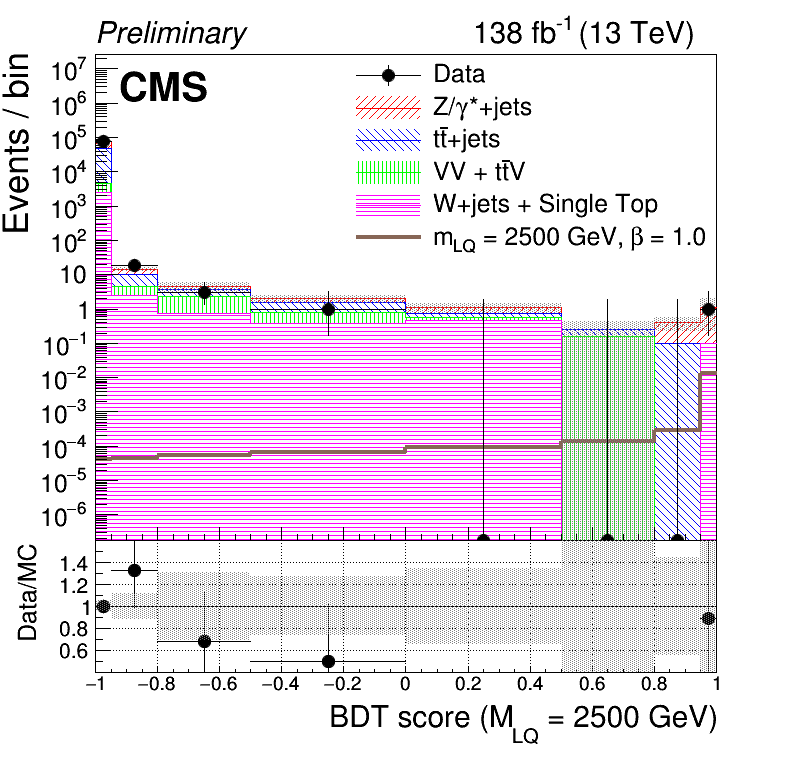 Preliminary 138 fb⁻¹ (13 TeV)
CMS
Events / bin
Data
Z/γ*+jets
tt̄+jets
VV + tt̄V
W+jets + Single Top
m_LQ = 2500 GeV, β = 1.0
10⁷
10⁶
10⁵
10⁴
10³
10²
10
1
10⁻¹
10⁻²
10⁻³
10⁻⁴
10⁻⁵
10⁻⁶
Data/MC
1.4
1.2
1
0.8
0.6
−1 −0.8 −0.6 −0.4 −0.2 0 0.2 0.4 0.6 0.8 1
BDT score (M_LQ = 2500 GeV)